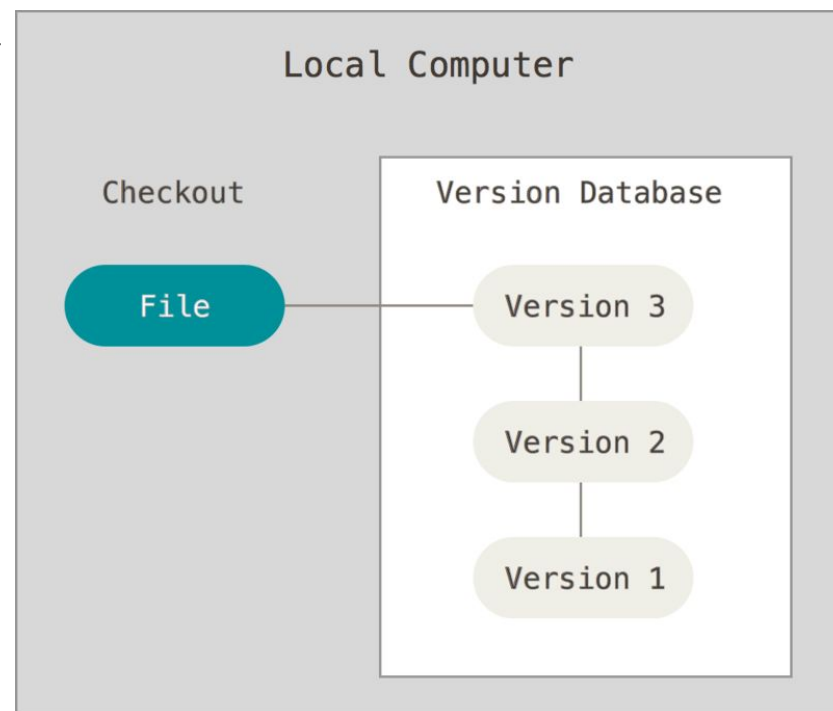 Local Computer
Checkout
Version Database
File
Version 3
Version 2
Version 1